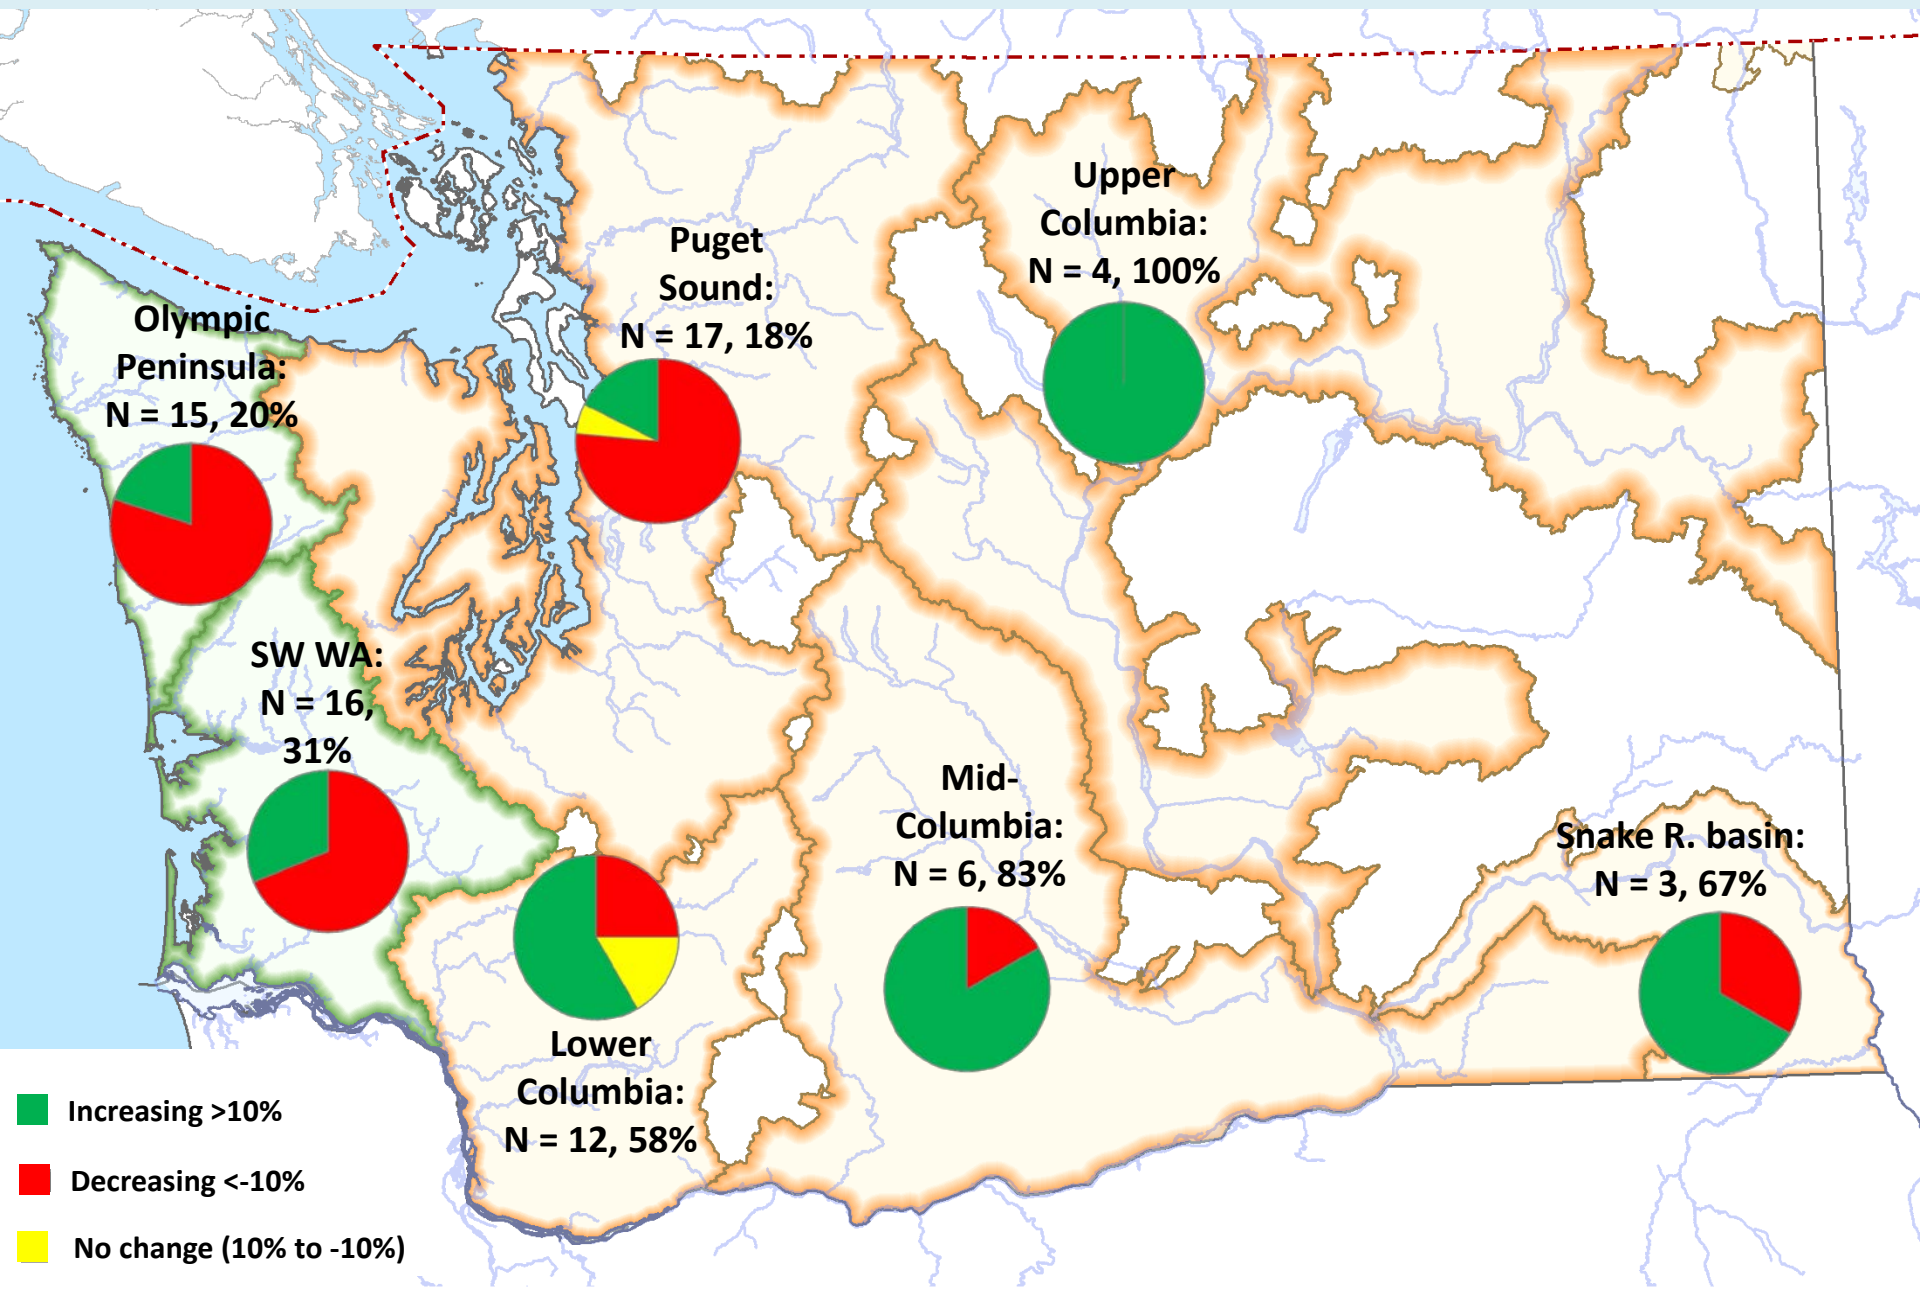 Upper
Columbia:
N = 4, 100%
Puget
Sound:
N = 17, 18%
Olympic
Peninsula:
N = 15, 20%
SW WA:
N = 16,
31%
Mid-
Columbia:
N = 6, 83%
Snake R. basin:
N = 3, 67%
Lower
Columbia:
N = 12, 58%
Increasing >10%
Decreasing <-10%
No change (10% to -10%)